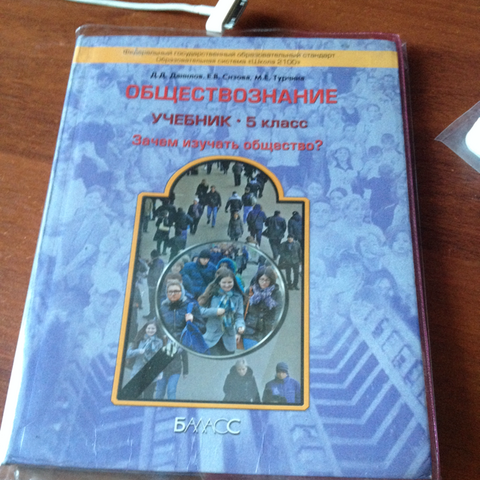 Федеральный государственный образовательный стандарт
Образовательная система «Школа 2100»
Д.Д. Данилов, Е.В. Сизова, М.Е. Турчина
ОБЩЕСТВОЗНАНИЕ
УЧЕБНИК · 5 класс
Зачем изучать общество?
БАЛАСС